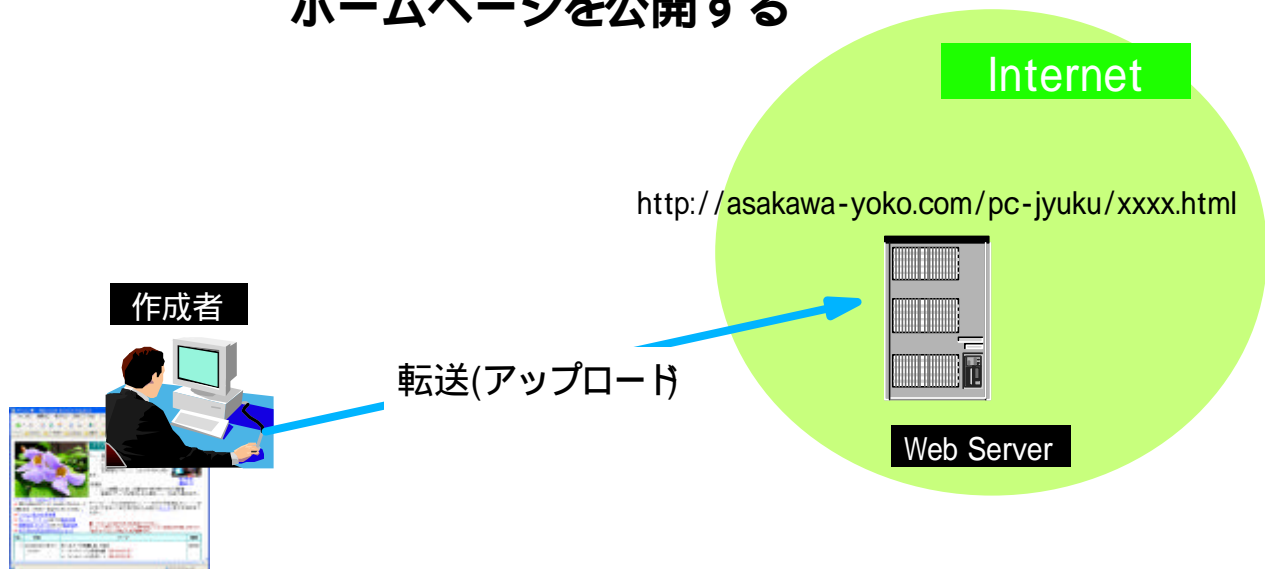 ホームページを公開する
Internet
http://asakawa-yoko.com/pc-jyuku/xxxx.html
作成者
転送(アップロード)
Web Server